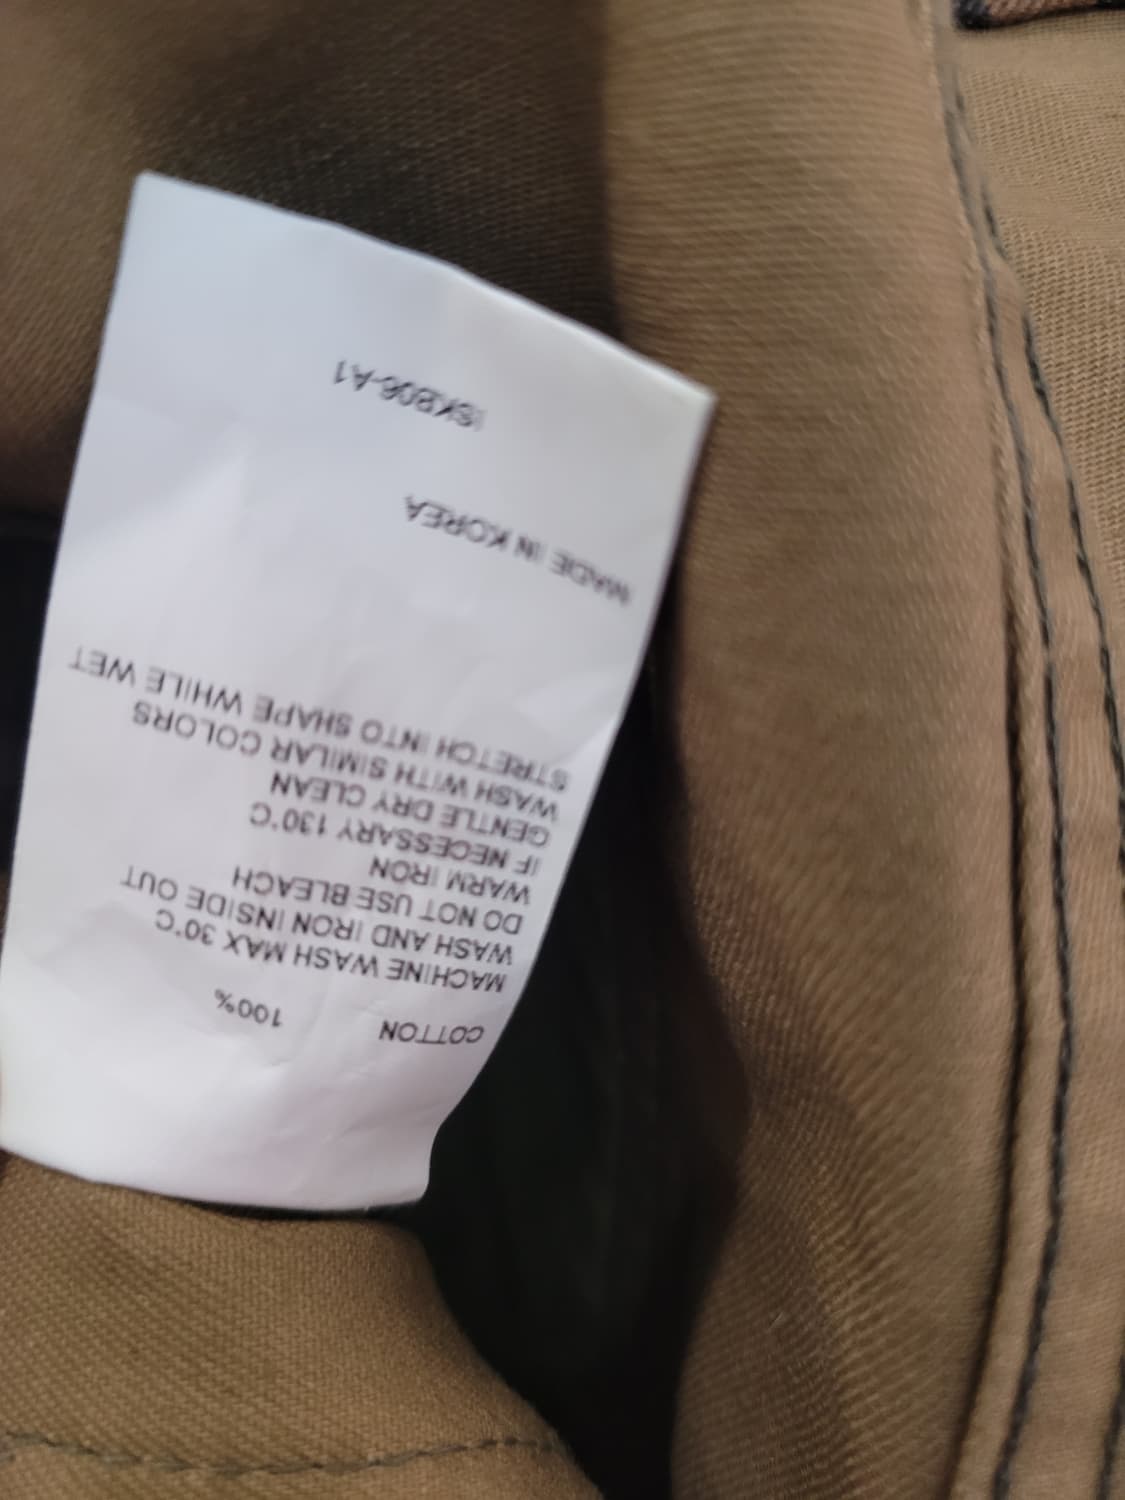 COTTON 100%
MACHINE WASH MAX 30°C
WASH AND IRON INSIDE OUT
DO NOT USE BLEACH
WARM IRON
IF NECESSARY 130°C
GENTLE DRY CLEAN
WASH WITH SIMILAR COLORS
STRETCH INTO SHAPE WHILE WET
MADE IN KOREA
ISKB06-A1